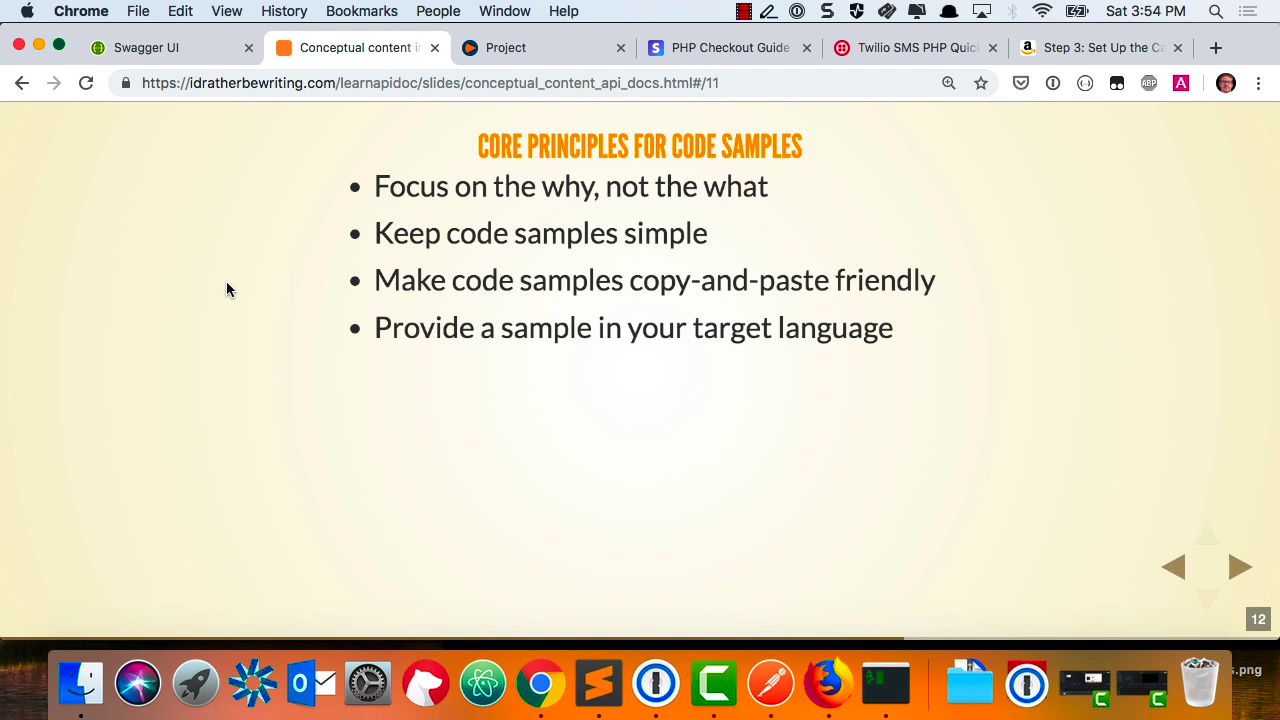 Chrome File Edit View History Bookmarks People Window Help Sat 3:54 PM
Swagger UI Conceptual content i Project PHP Checkout Guide Twilio SMS PHP Quic Step 3: Set Up the Ca
https://idratherbewriting.com/learnapidoc/slides/conceptual_content_api_docs.html#/11
CORE PRINCIPLES FOR CODE SAMPLES
• Focus on the why, not the what
• Keep code samples simple
• Make code samples copy-and-paste friendly
• Provide a sample in your target language
12
s.png